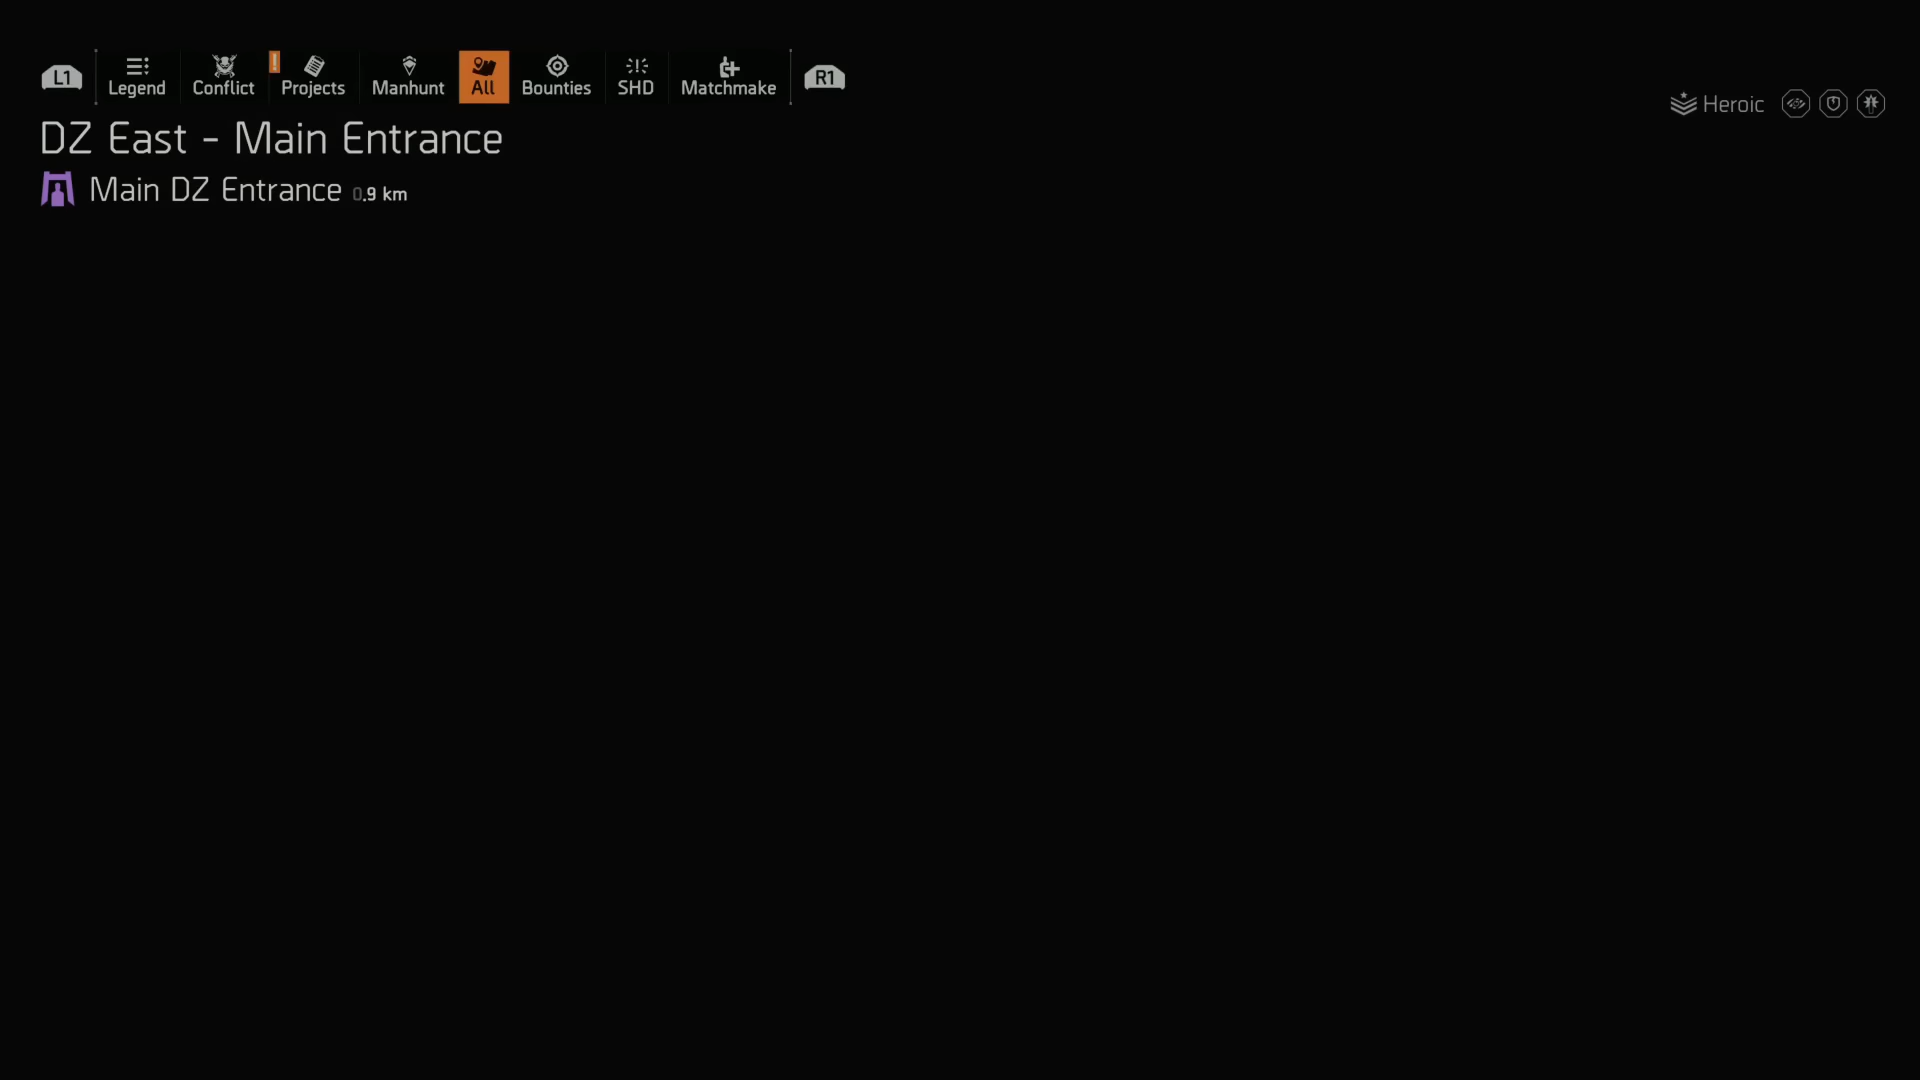 L1 Legend Conflict ! Projects Manhunt All Bounties SHD Matchmake R1
Heroic
DZ East - Main Entrance
Main DZ Entrance 0.9 km